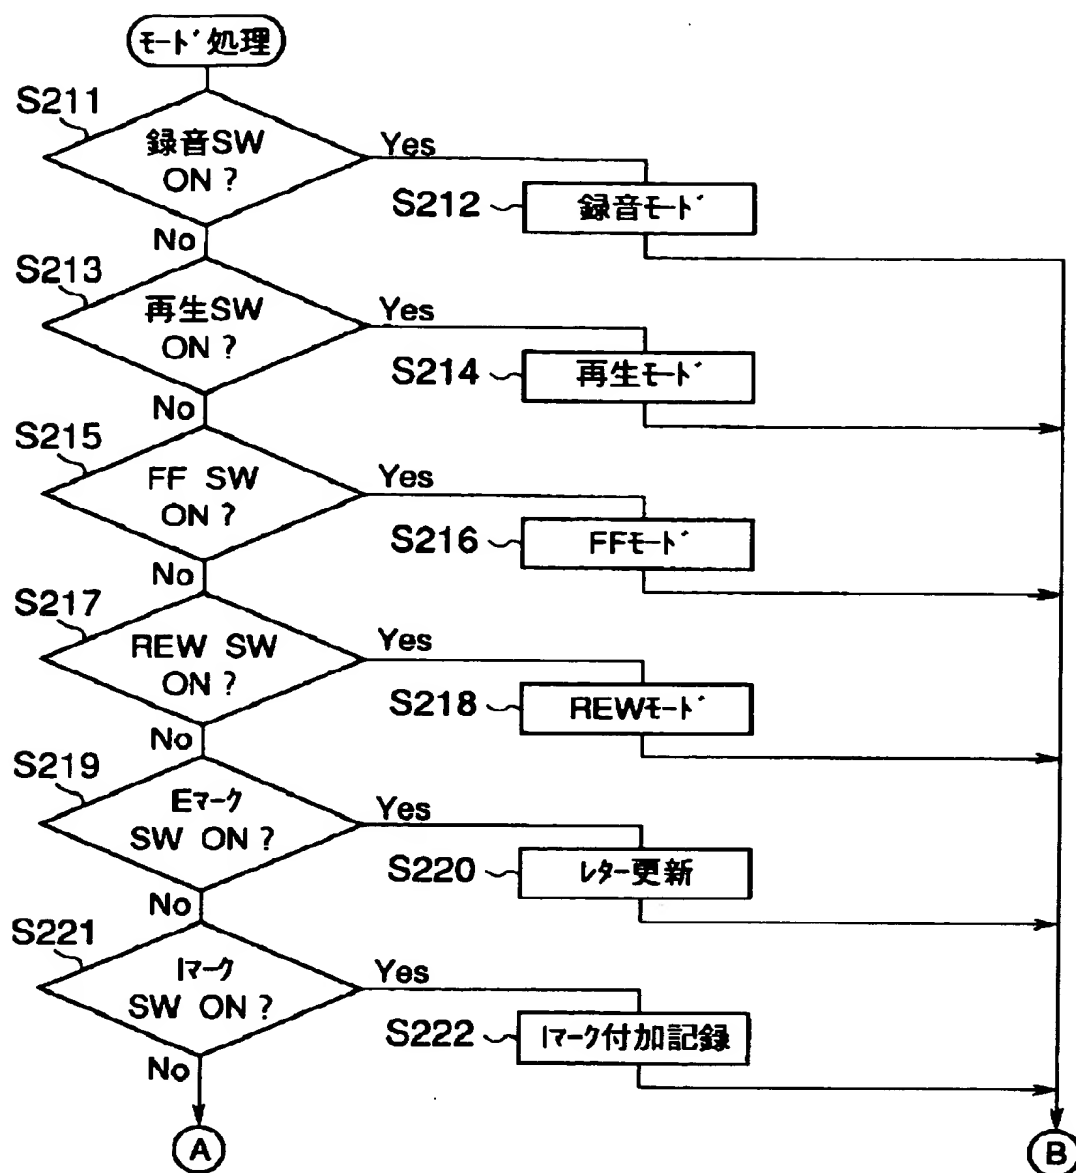 ﾓｰﾄﾞ処理
S211
録音SW
ON ?
Yes
S212
録音ﾓｰﾄﾞ
No
S213
再生SW
ON ?
Yes
S214
再生ﾓｰﾄﾞ
No
S215
FF SW
ON ?
Yes
S216
FFﾓｰﾄﾞ
No
S217
REW SW
ON ?
Yes
S218
REWﾓｰﾄﾞ
No
S219
Eﾏｰｸ
SW ON ?
Yes
S220
ﾚﾀｰ更新
No
S221
Iﾏｰｸ
SW ON ?
Yes
S222
Iﾏｰｸ付加記録
No
A
B